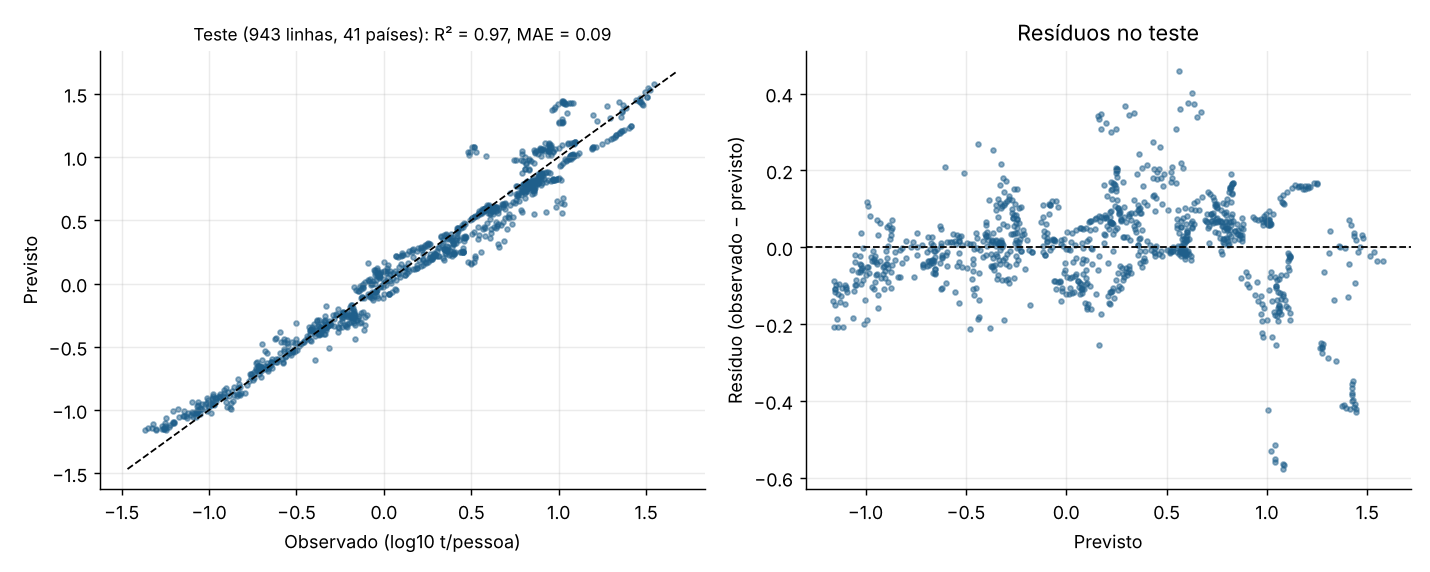 Teste (943 linhas, 41 países): R² = 0.97, MAE = 0.09
Previsto
1.5
1.0
0.5
0.0
−0.5
−1.0
−1.5
−1.5 −1.0 −0.5 0.0 0.5 1.0 1.5
Observado (log10 t/pessoa)
Resíduos no teste
Resíduo (observado − previsto)
0.4
0.2
0.0
−0.2
−0.4
−0.6
−1.0 −0.5 0.0 0.5 1.0 1.5
Previsto